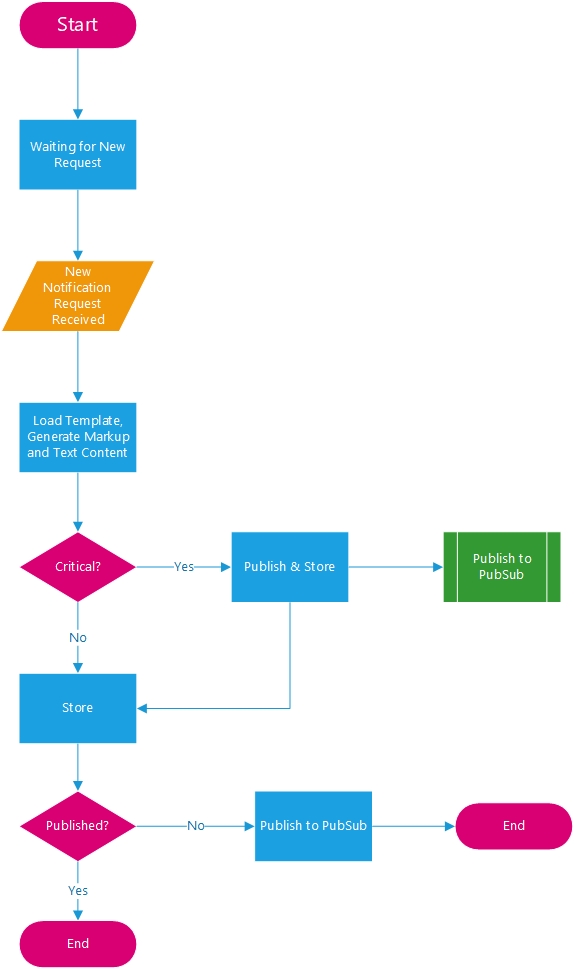 Start
Waiting for New
Request
New
Notification
Request
Received
Load Template,
Generate Markup
and Text Content
Critical?
Yes
Publish & Store
Publish to
PubSub
No
Store
Published?
No
Publish to PubSub
End
Yes
End